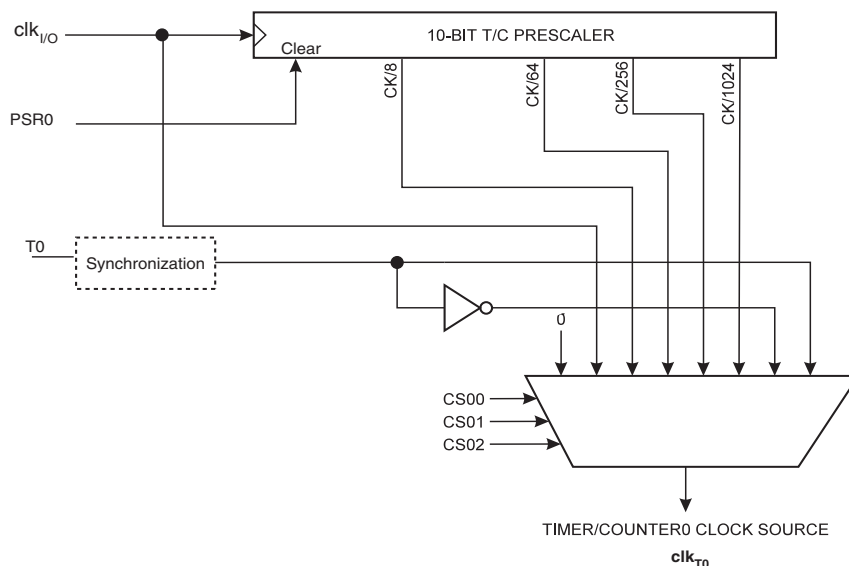 clkI/O
10-BIT T/C PRESCALER
Clear
CK/8
CK/64
CK/256
CK/1024
PSR0
T0
Synchronization
0
CS00
CS01
CS02
TIMER/COUNTER0 CLOCK SOURCE
clkT0